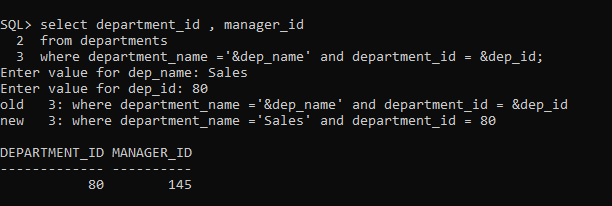 SQL> select department_id , manager_id
  2  from departments
  3  where department_name ='&dep_name' and department_id = &dep_id;
Enter value for dep_name: Sales
Enter value for dep_id: 80
old   3: where department_name ='&dep_name' and department_id = &dep_id
new   3: where department_name ='Sales' and department_id = 80
DEPARTMENT_ID MANAGER_ID
------------- ----------
           80        145